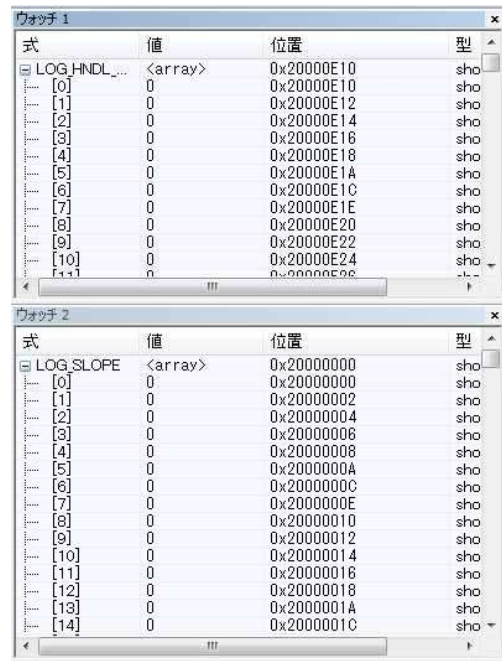 ウォッチ 1
式 値 位置 型
LOG_HNDL_... <array> 0x20000E10 sho
[0] 0 0x20000E10 sho
[1] 0 0x20000E12 sho
[2] 0 0x20000E14 sho
[3] 0 0x20000E16 sho
[4] 0 0x20000E18 sho
[5] 0 0x20000E1A sho
[6] 0 0x20000E1C sho
[7] 0 0x20000E1E sho
[8] 0 0x20000E20 sho
[9] 0 0x20000E22 sho
[10] 0 0x20000E24 sho
[11] 0 0x20000E26
ウォッチ 2
式 値 位置 型
LOG_SLOPE <array> 0x20000000 sho
[0] 0 0x20000000 sho
[1] 0 0x20000002 sho
[2] 0 0x20000004 sho
[3] 0 0x20000006 sho
[4] 0 0x20000008 sho
[5] 0 0x2000000A sho
[6] 0 0x2000000C sho
[7] 0 0x2000000E sho
[8] 0 0x20000010 sho
[9] 0 0x20000012 sho
[10] 0 0x20000014 sho
[11] 0 0x20000016 sho
[12] 0 0x20000018 sho
[13] 0 0x2000001A sho
[14] 0 0x2000001C sho